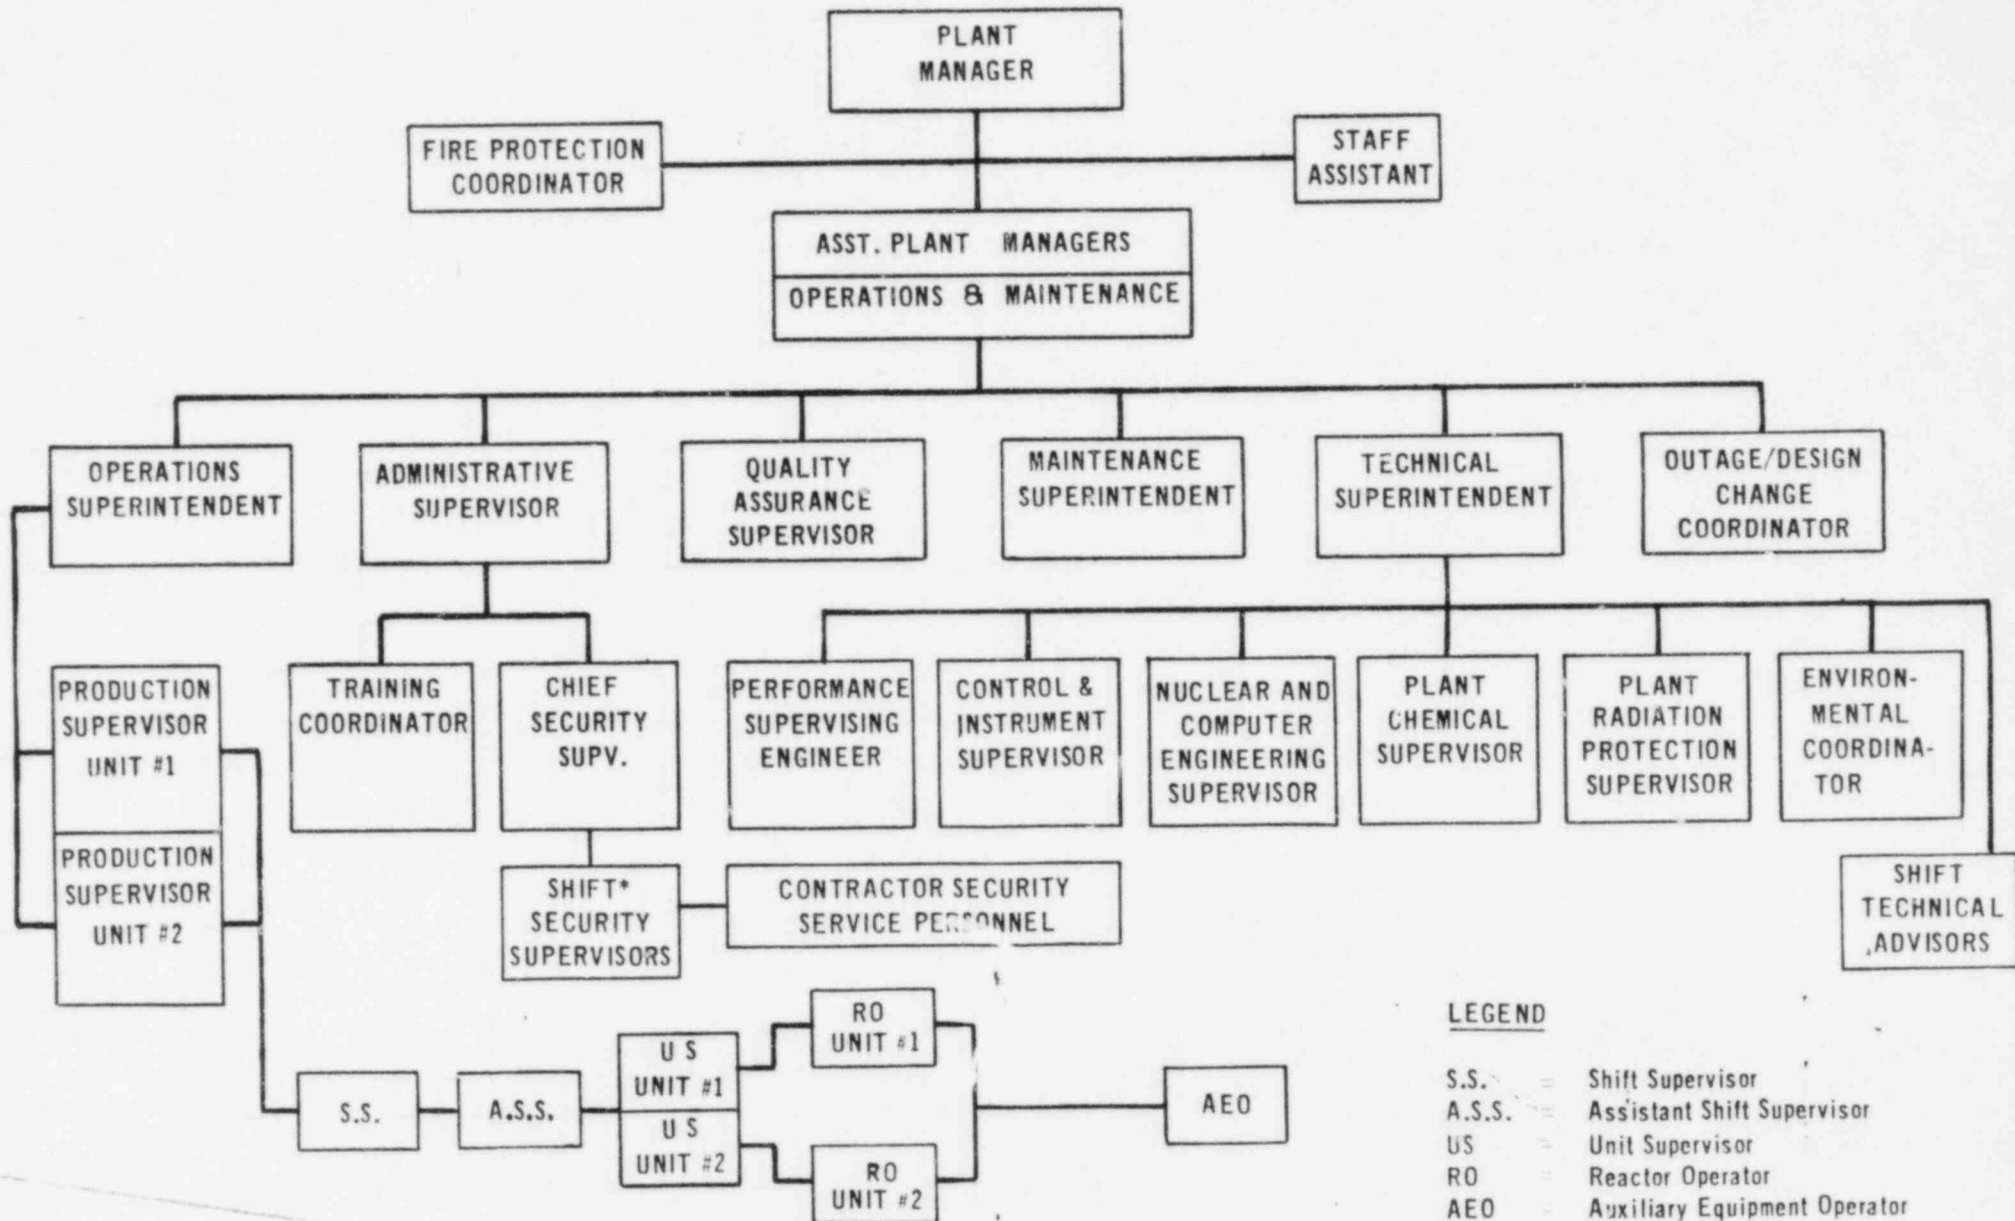 PLANT
MANAGER
FIRE PROTECTION
COORDINATOR
STAFF
ASSISTANT
ASST. PLANT MANAGERS
OPERATIONS & MAINTENANCE
OPERATIONS
SUPERINTENDENT
ADMINISTRATIVE
SUPERVISOR
QUALITY
ASSURANCE
SUPERVISOR
MAINTENANCE
SUPERINTENDENT
TECHNICAL
SUPERINTENDENT
OUTAGE/DESIGN
CHANGE
COORDINATOR
PRODUCTION
SUPERVISOR
UNIT #1
PRODUCTION
SUPERVISOR
UNIT #2
TRAINING
COORDINATOR
CHIEF
SECURITY
SUPV.
PERFORMANCE
SUPERVISING
ENGINEER
CONTROL &
INSTRUMENT
SUPERVISOR
NUCLEAR AND
COMPUTER
ENGINEERING
SUPERVISOR
PLANT
CHEMICAL
SUPERVISOR
PLANT
RADIATION
PROTECTION
SUPERVISOR
ENVIRON-
MENTAL
COORDINA-
TOR
SHIFT*
SECURITY
SUPERVISORS
CONTRACTOR SECURITY
SERVICE PERSONNEL
SHIFT
TECHNICAL
ADVISORS
S.S.
A.S.S.
U S
UNIT #1
U S
UNIT #2
RO
UNIT #1
RO
UNIT #2
AEO
LEGEND
S.S. = Shift Supervisor
A.S.S. = Assistant Shift Supervisor
US = Unit Supervisor
RO = Reactor Operator
AEO = Auxiliary Equipment Operator